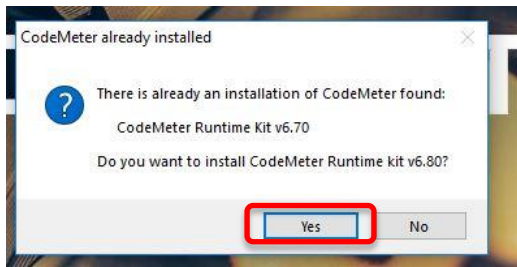 CodeMeter already installed
There is already an installation of CodeMeter found:
CodeMeter Runtime Kit v6.70
Do you want to install CodeMeter Runtime kit v6.80?
Yes No